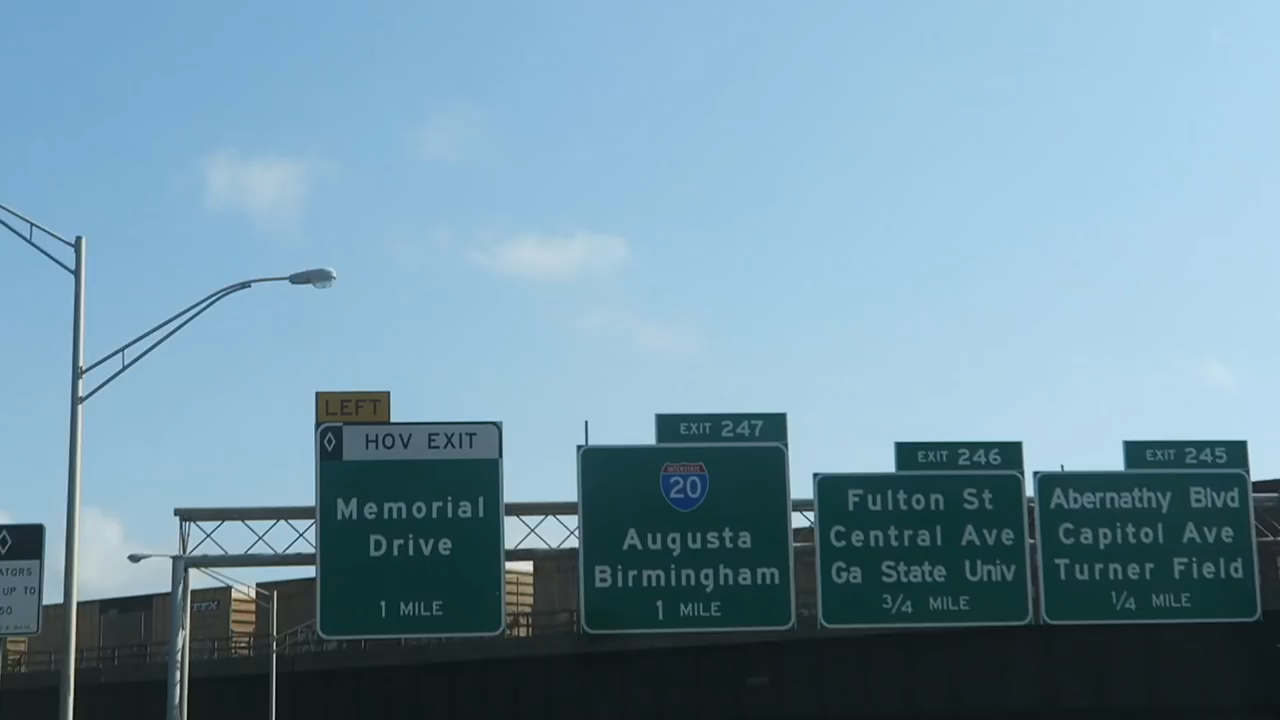 LEFT
HOV EXIT
Memorial
Drive
1 MILE
EXIT 247
INTERSTATE
20
Augusta
Birmingham
1 MILE
EXIT 246
Fulton St
Central Ave
Ga State Univ
3/4 MILE
EXIT 245
Abernathy Blvd
Capitol Ave
Turner Field
1/4 MILE
ATORS
UP TO
50
TTX